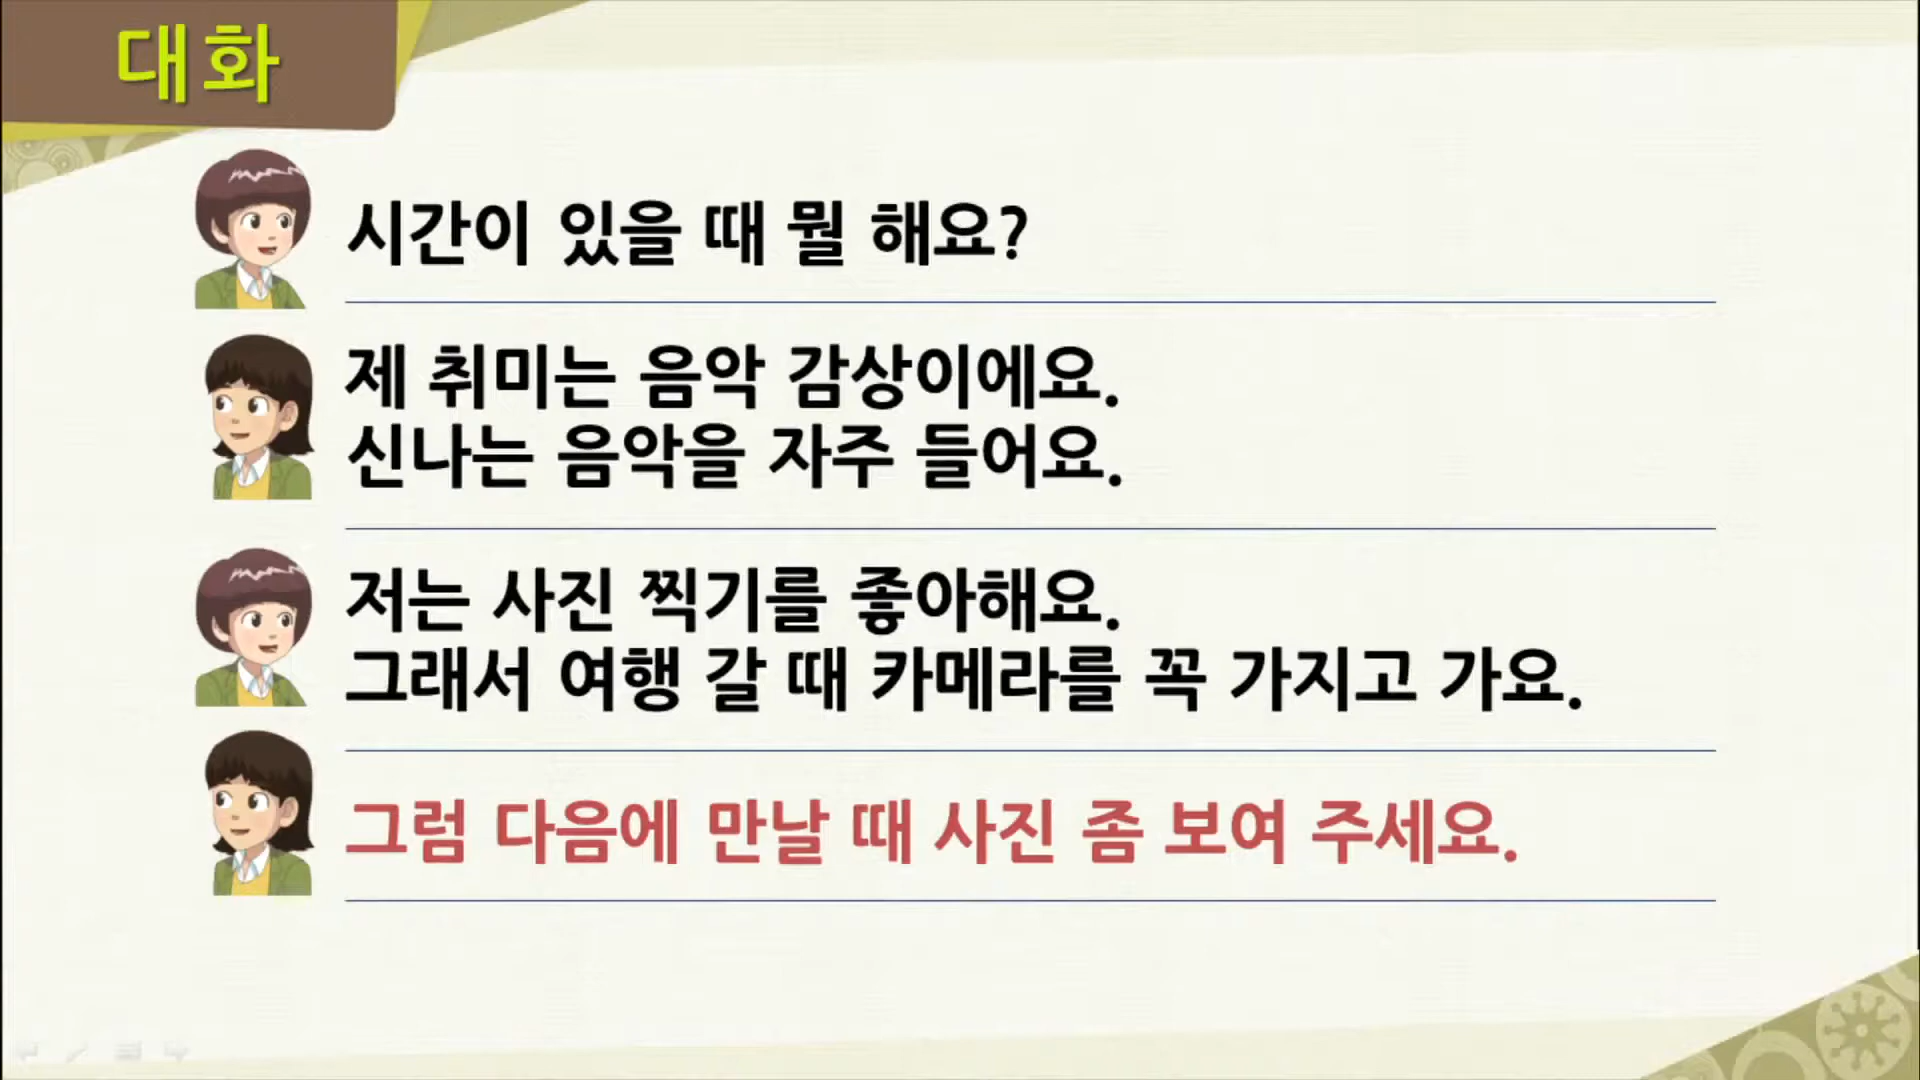 대화
시간이 있을 때 뭘 해요?
제 취미는 음악 감상이에요.
신나는 음악을 자주 들어요.
저는 사진 찍기를 좋아해요.
그래서 여행 갈 때 카메라를 꼭 가지고 가요.
그럼 다음에 만날 때 사진 좀 보여 주세요.